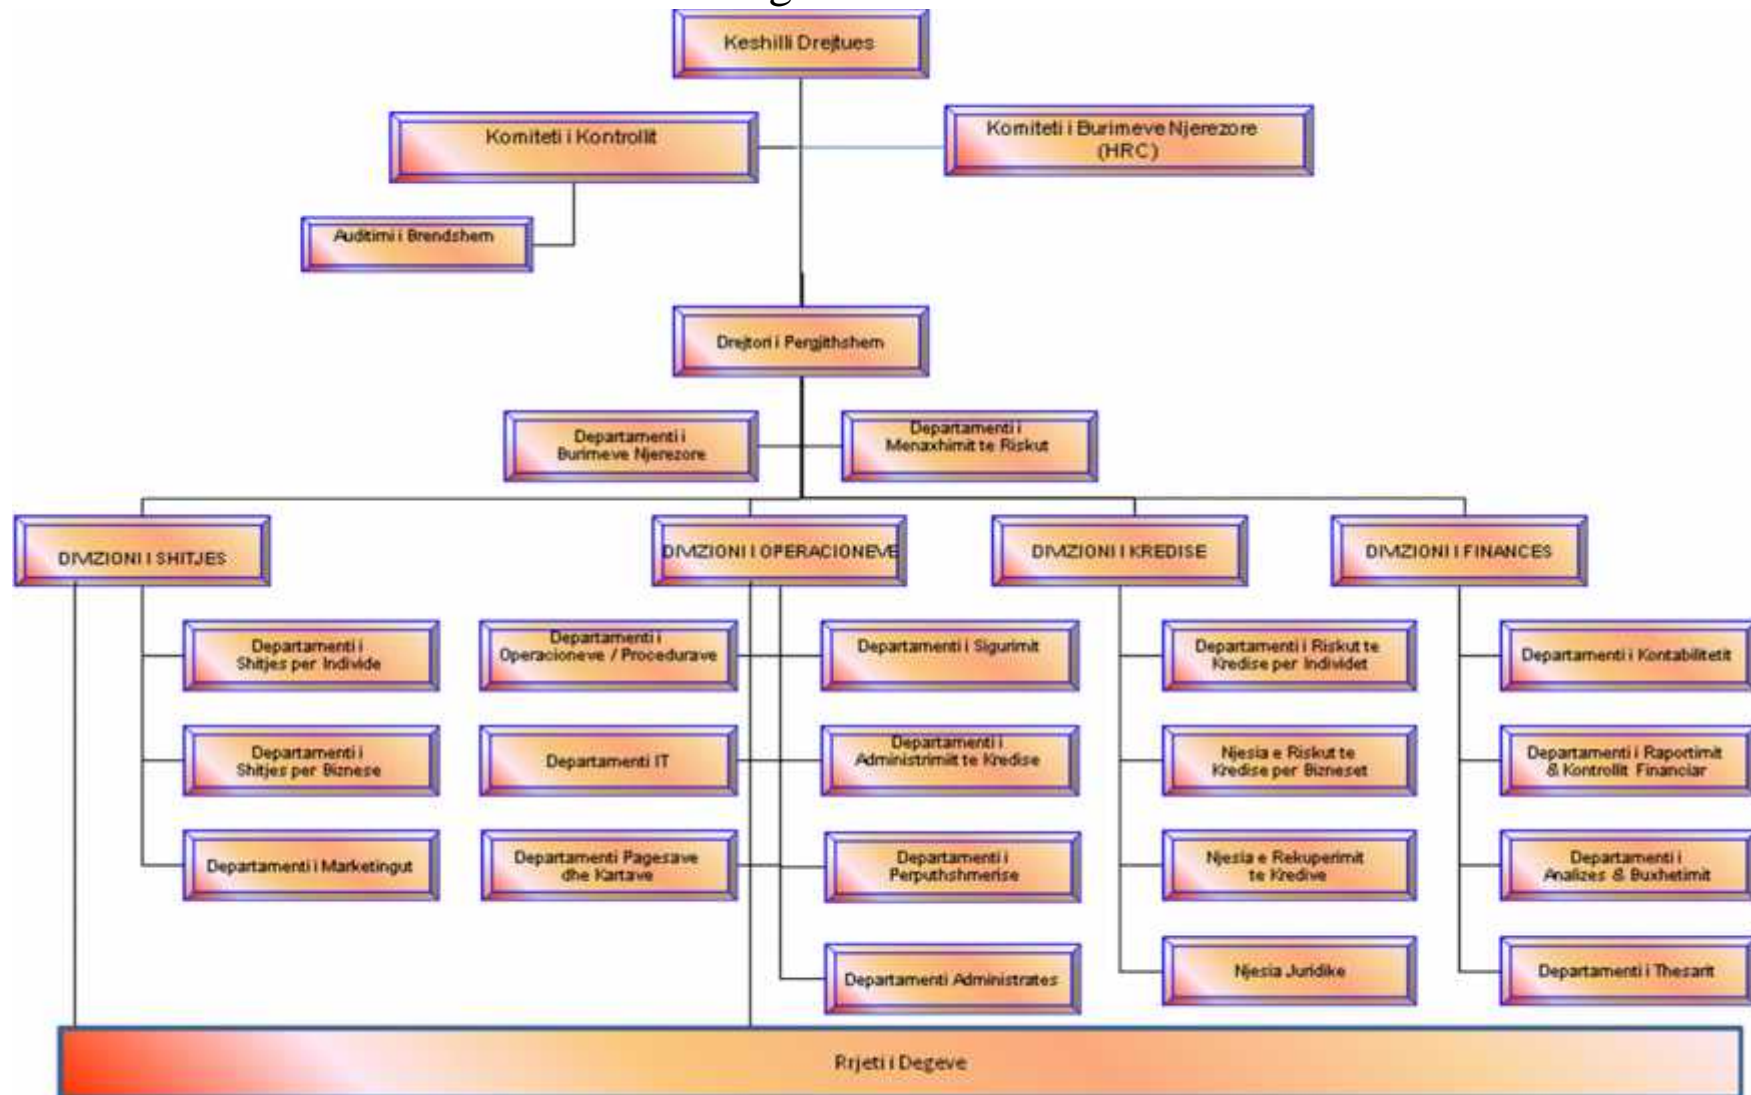 g
Keshilli Drejtues
Komiteti i Kontrollit
Komiteti i Burimeve Njerezore
(HRC)
Auditimi i Brendshem
Drejtori i Pergjithshem
Departamenti i
Burimeve Njerezore
Departamenti i
Menaxhimit te Riskut
DIVIZIONI I SHITJES
DIVIZIONI I OPERACIONEVE
DIVIZIONI I KREDISE
DIVIZIONI I FINANCES
Departamenti i
Shitjes per Individe
Departamenti i
Operacioneve / Procedurave
Departamenti i Sigurimit
Departamenti i Riskut te
Kredise per Individet
Departamenti i Kontabilitetit
Departamenti i
Shitjes per Biznese
Departamenti IT
Departamenti i
Administrimiit te Kredise
Njesia e Riskut te
Kredise per Bizneset
Departamenti i Raportimit
& Kontrollit Financiar
Departamenti i Marketingut
Departamenti Pagesave
dhe Kartave
Departamenti i
Perputhshmerise
Njesia e Rekuperimit
te Kredive
Departamenti i
Analizes & Buxhetimit
Departamenti Administrates
Njesia Juridike
Departamenti i Thesarit
Rrjeti i Degeve